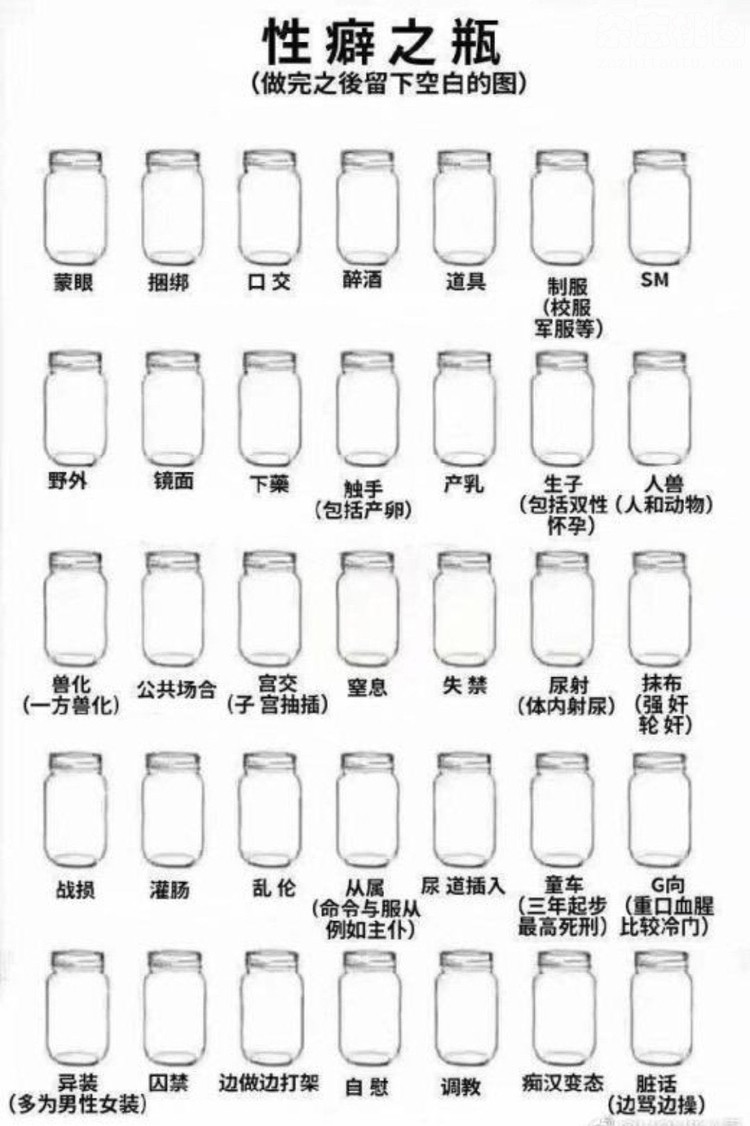 性癖之瓶
(做完之後留下空白的图)
蒙眼 捆绑 口交 醉酒 道具 制服 SM
(校服
军服等)
野外 镜面 下藥 触手 产乳 生子 人兽
(包括产卵) (包括双性 (人和动物)
怀孕)
兽化 公共场合 宫交 窒息 失禁 尿射 抹布
(一方兽化) (子宫抽插) (体内射尿) (强奸
轮奸)
战损 灌肠 乱伦 从属 尿道插入 童车 G向
(命令与服从 (三年起步 (重口血腥
例如主仆) 最高死刑) 比较冷门)
异装 囚禁 边做边打架 自慰 调教 痴汉变态 脏话
(多为男性女装) (边骂边操)